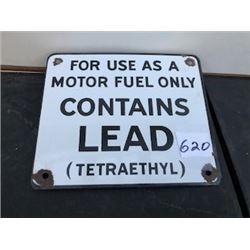 FOR USE AS A
MOTOR FUEL ONLY
CONTAINS
LEAD
620
(TETRAETHYL)